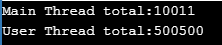 Main Thread total:10011
User Thread total:500500